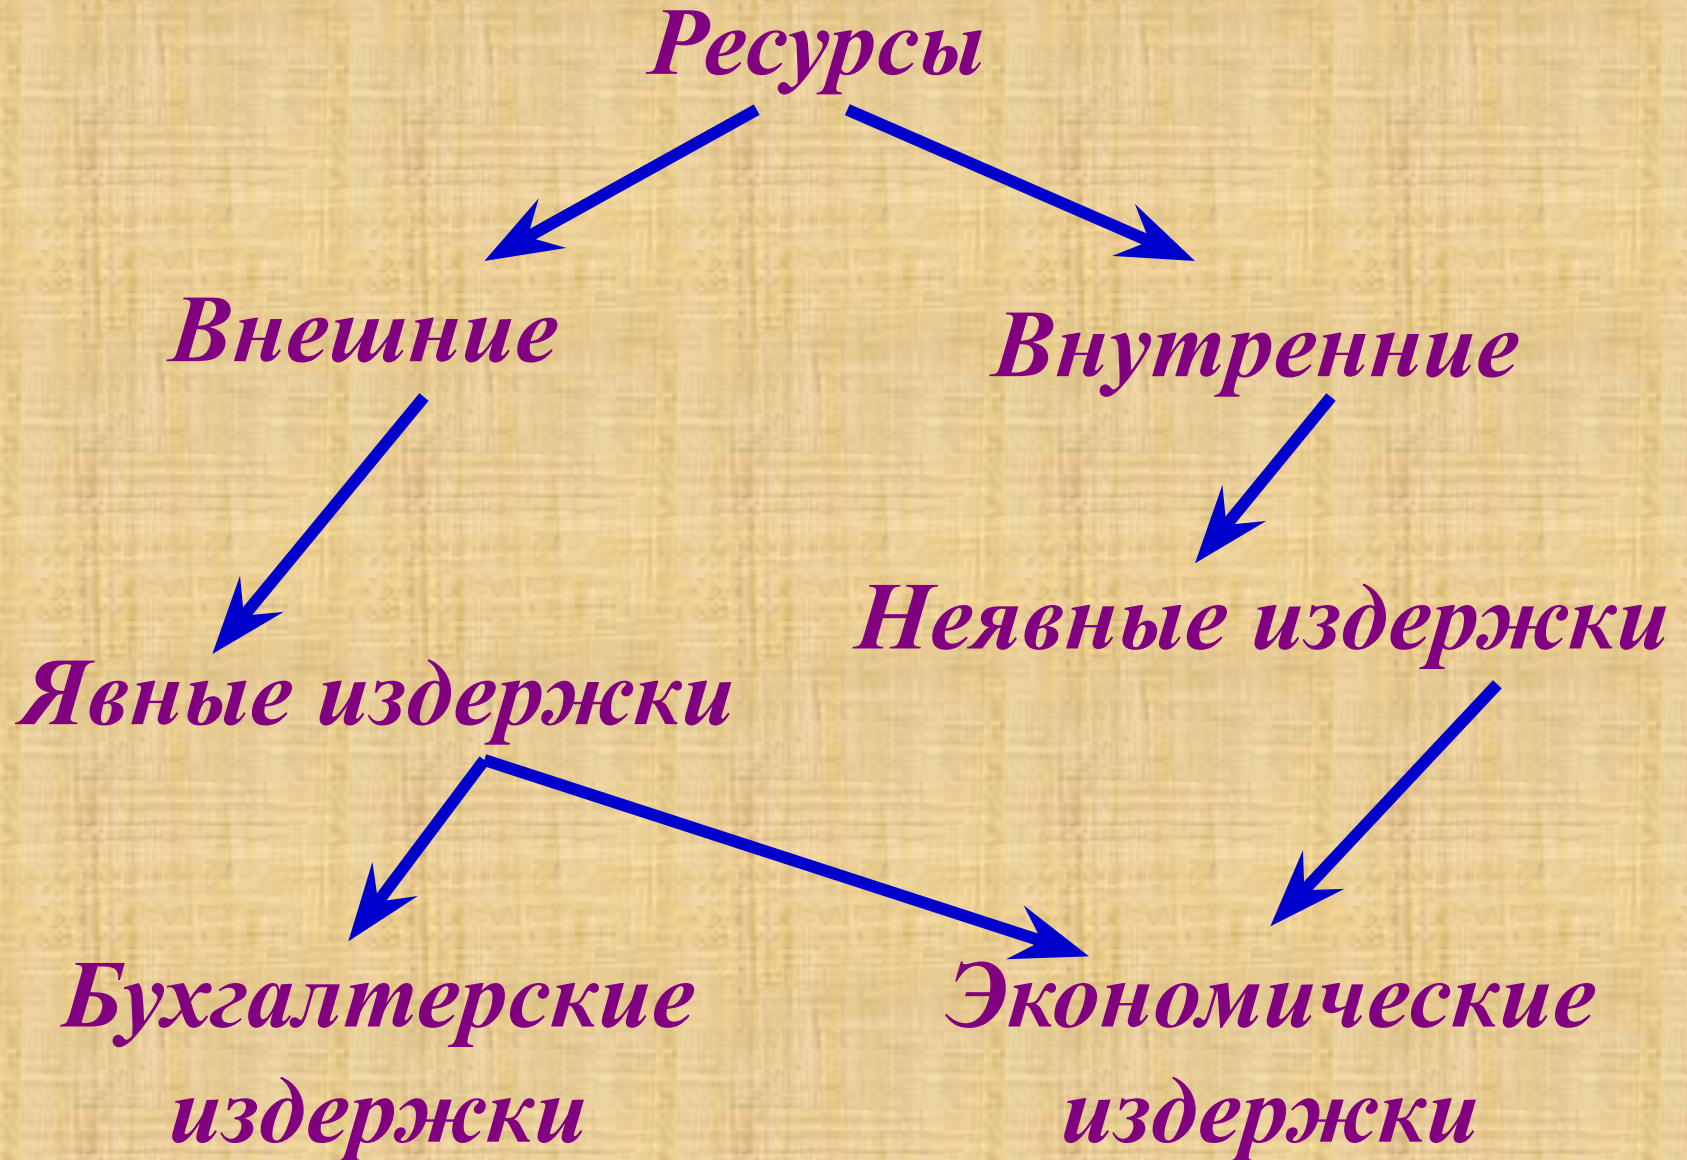 Ресурсы
Внешние
Внутренние
Неявные издержки
Явные издержки
Бухгалтерские
издержки
Экономические
издержки